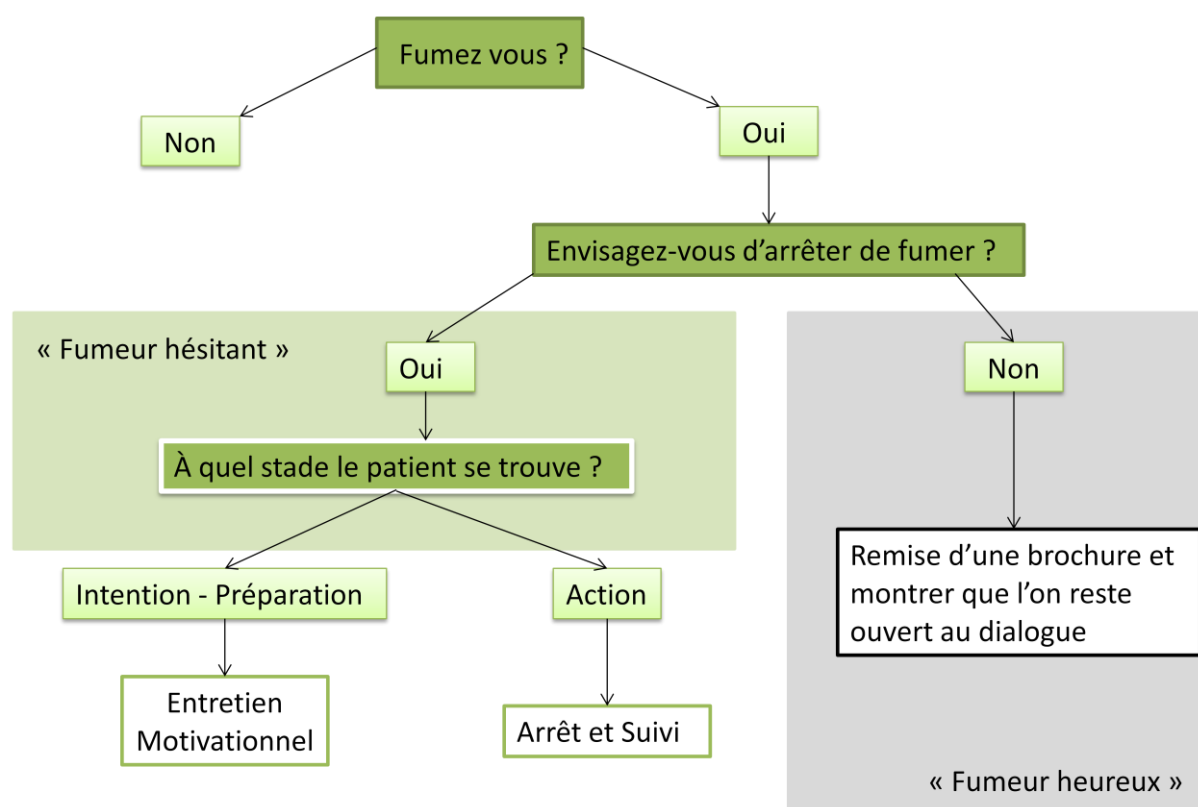 Fumez vous ?
Non
Oui
Envisagez-vous d'arrêter de fumer ?
« Fumeur hésitant »
Oui
Non
À quel stade le patient se trouve ?
Intention - Préparation
Action
Remise d'une brochure et
montrer que l'on reste
ouvert au dialogue
Entretien
Motivationnel
Arrêt et Suivi
« Fumeur heureux »